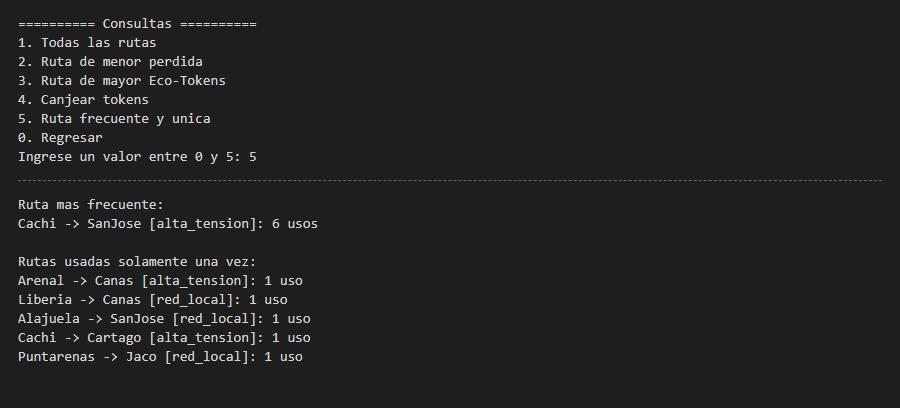 ========== Consultas ==========
1. Todas las rutas
2. Ruta de menor perdida
3. Ruta de mayor Eco-Tokens
4. Canjear tokens
5. Ruta frecuente y unica
0. Regresar
Ingrese un valor entre 0 y 5: 5
Ruta mas frecuente:
Cachi -> SanJose [alta_tension]: 6 usos
Rutas usadas solamente una vez:
Arenal -> Canas [alta_tension]: 1 uso
Liberia -> Canas [red_local]: 1 uso
Alajuela -> SanJose [red_local]: 1 uso
Cachi -> Cartago [alta_tension]: 1 uso
Puntarenas -> Jaco [red_local]: 1 uso